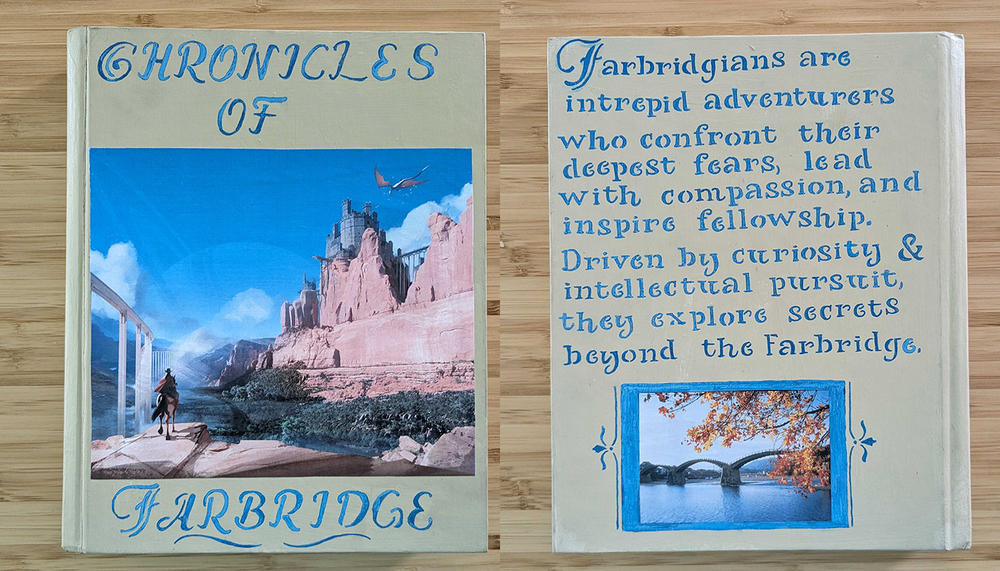 CHRONICLES
OF
FARBRIDGE
Farbridgians are
intrepid adventurers
who confront their
deepest fears, lead
with compassion, and
inspire fellowship.
Driven by curiosity &
intellectual pursuit,
they explore secrets
beyond the Farbridge.